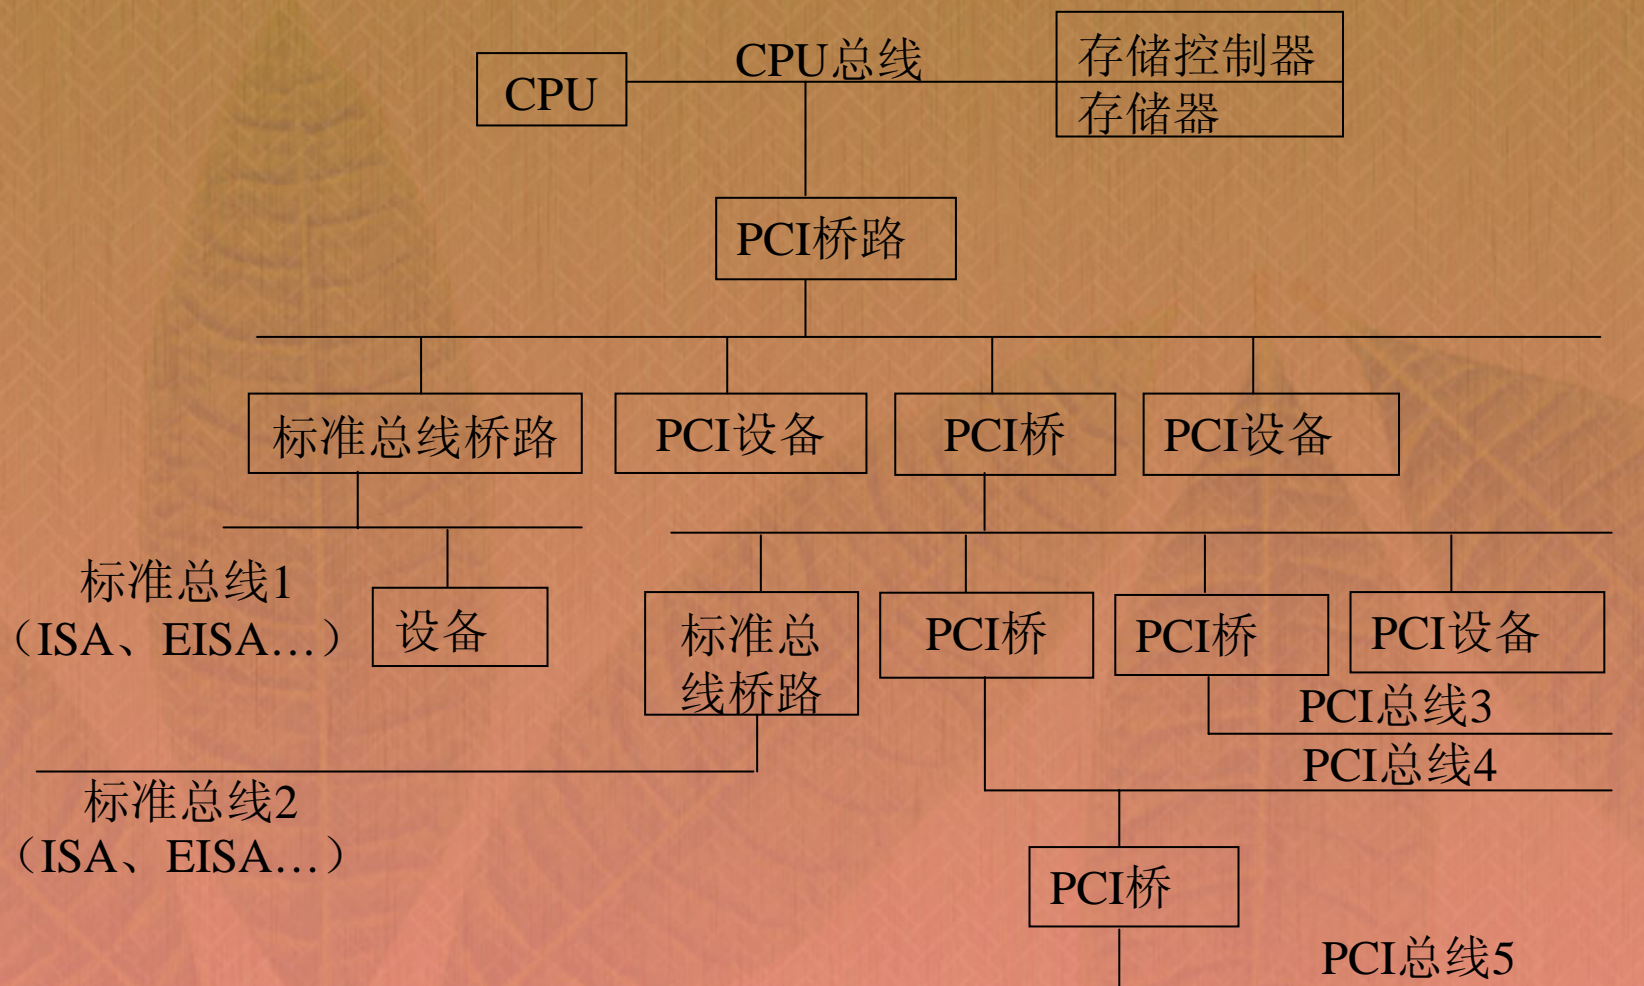 CPU
CPU总线
存储控制器
存储器
PCI桥路
标准总线桥路
PCI设备
PCI桥
PCI设备
标准总线1
（ISA、EISA…）
设备
标准总
线桥路
PCI桥
PCI桥
PCI设备
PCI总线3
PCI总线4
标准总线2
（ISA、EISA…）
PCI桥
PCI总线5